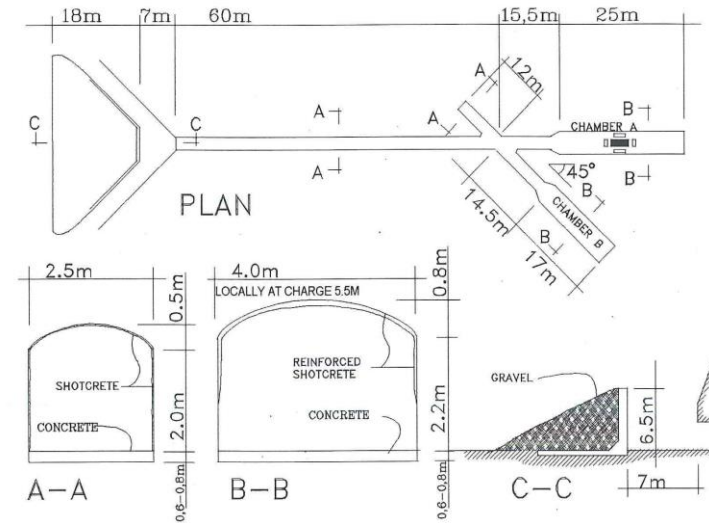 18m
7m
60m
15,5m
25m
A
12m
A
B
C
C
A
CHAMBER A
A
45°
B
PLAN
B
14.5m
CHAMBER B
B
17m
2.5m
4.0m
LOCALLY AT CHARGE 5.5M
0.5m
0.8m
SHOTCRETE
REINFORCED
SHOTCRETE
GRAVEL
CONCRETE
2.0m
CONCRETE
2.2m
6.5m
A-A
0,6-0,8m
B-B
0,6-0,8m
C-C
7m